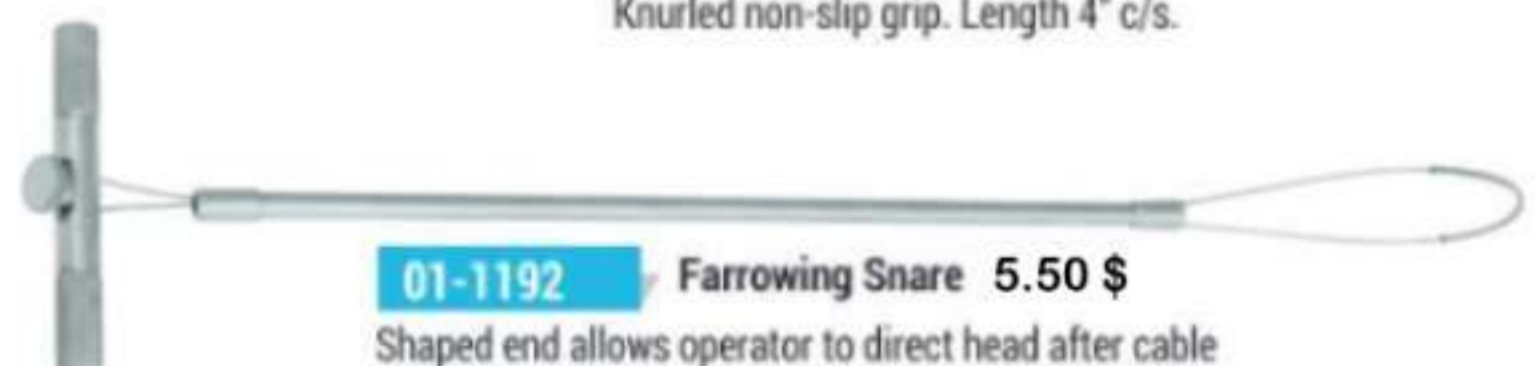 Knurled non-slip grip. Length 4" c/s.
01-1192 Farrowing Snare 5.50 $
Shaped end allows operator to direct head after cable